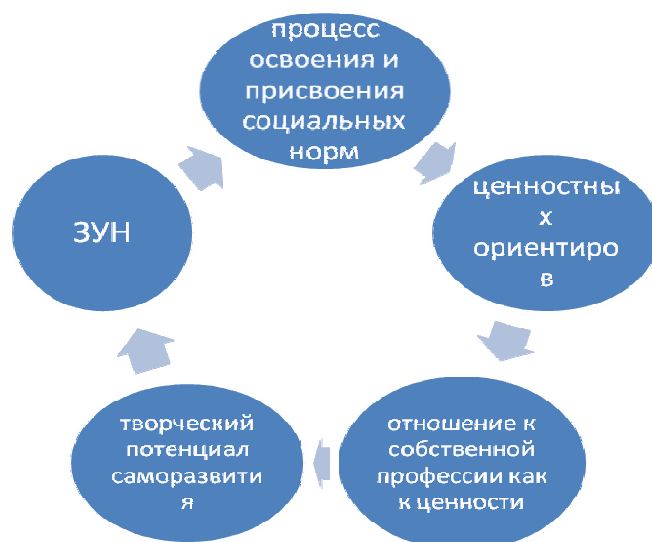 процесс
освоения и
присвоения
социальных
норм
ценностны
х
ориентиро
в
отношение к
собственной
профессии как
к ценности
творческий
потенциал
саморазвити
я
ЗУН